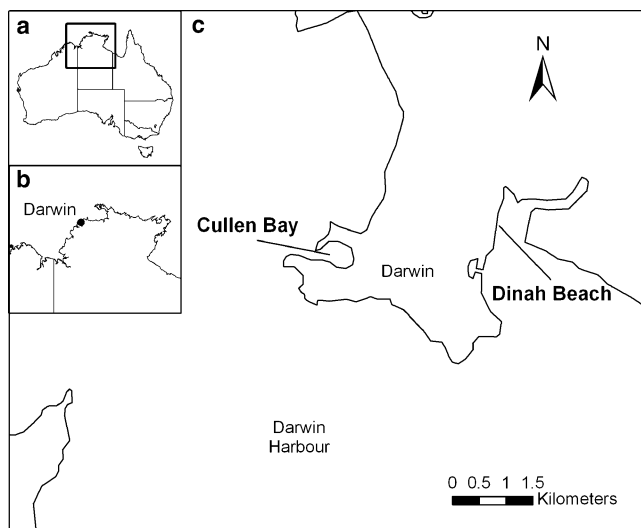 a
c
N
b
Darwin
Cullen Bay
Darwin
Dinah Beach
Darwin
Harbour
0 0.5 1 1.5
Kilometers